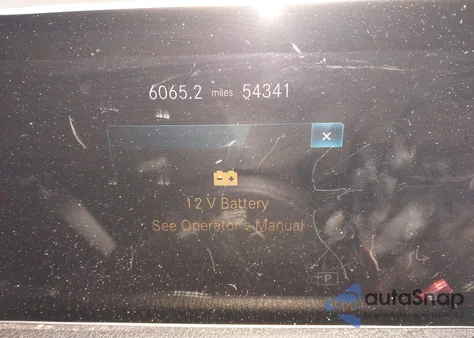 6065.2 miles 54341
×
12 V Battery
See Operator's Manual
P
autoSnap